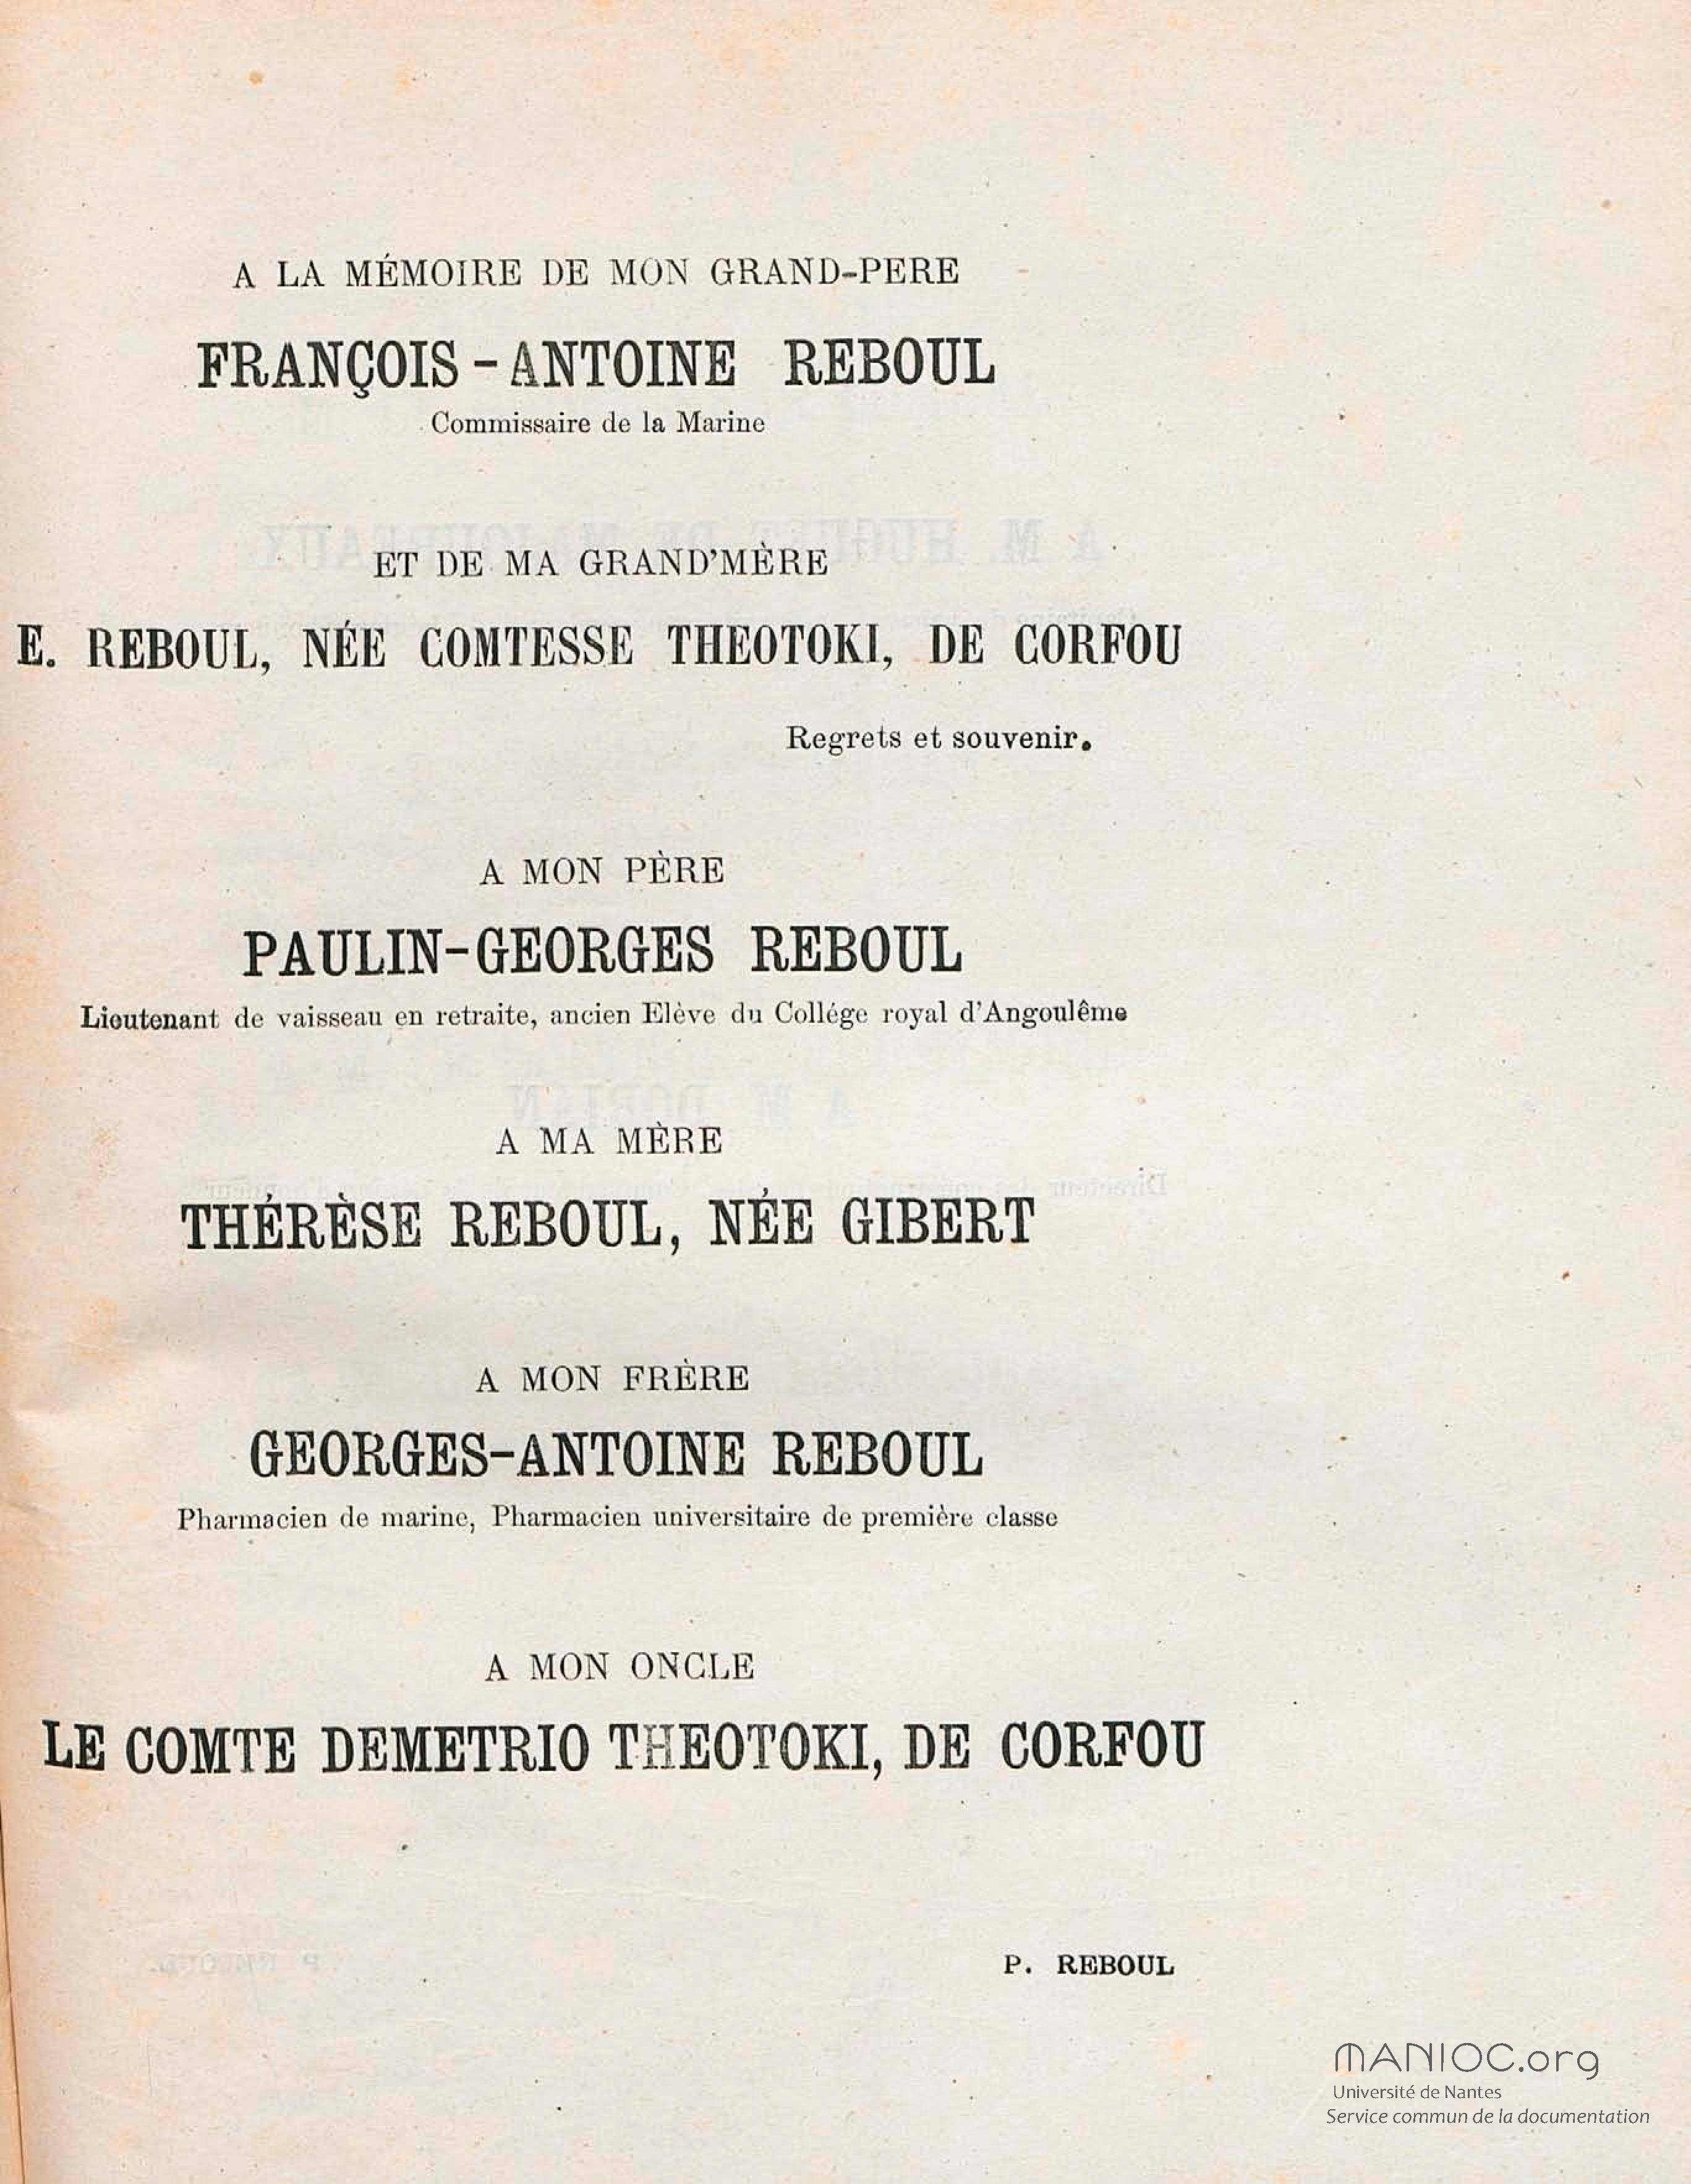 A LA MÉMOIRE DE MON GRAND-PERE
FRANÇOIS-ANTOINE REBOUL
Commissaire de la Marine
ET DE MA GRAND'MÈRE
E. REBOUL, NÉE COMTESSE THEOTOKI, DE CORFOU
Regrets et souvenir.
A MON PÈRE
PAULIN-GEORGES REBOUL
Lieutenant de vaisseau en retraite, ancien Elève du Collége royal d'Angoulême
A MA MÈRE
THÉRÈSE REBOUL, NÉE GIBERT
A MON FRÈRE
GEORGES-ANTOINE REBOUL
Pharmacien de marine, Pharmacien universitaire de première classe
A MON ONCLE
LE COMTE DEMETRIO THEOTOKI, DE CORFOU
P. REBOUL
MANIOC.org
Université de Nantes
Service commun de la documentation